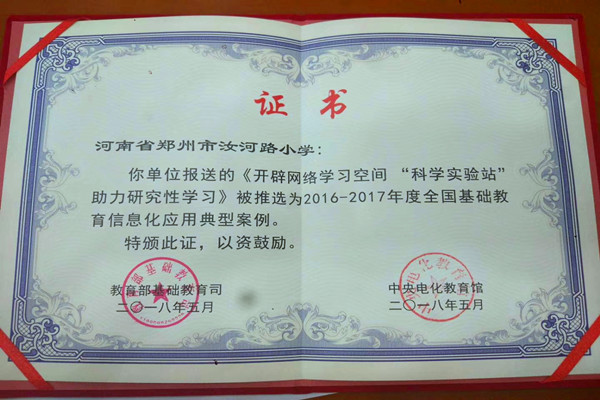 证书
河南省郑州市汝河路小学：
你单位报送的《开辟网络学习空间 “科学实验站”
助力研究性学习》被推选为2016-2017年度全国基础教
育信息化应用典型案例。
特颁此证，以资鼓励。
教育部基础教育司
二〇一八年五月
中央电化教育馆
二〇一八年五月